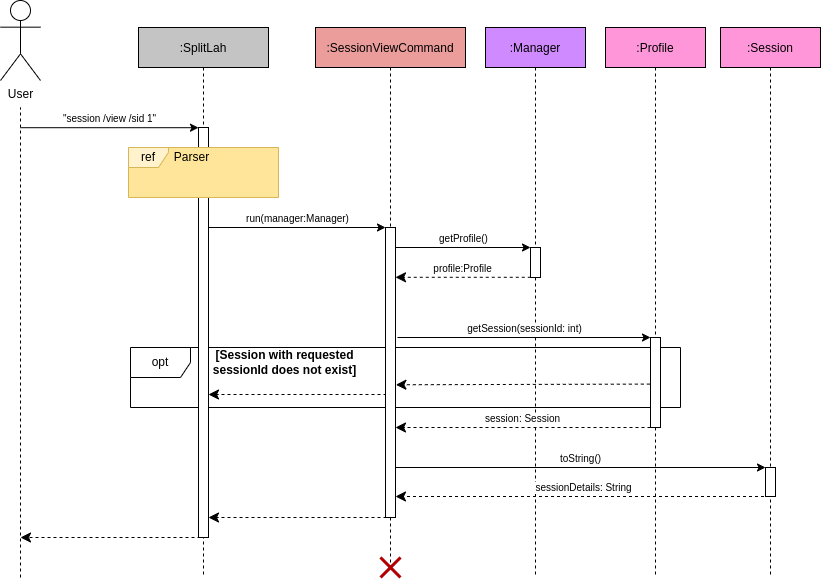 :SplitLah
:SessionViewCommand
:Manager
:Profile
:Session
User
"session /view /sid 1"
ref
Parser
run(manager:Manager)
getProfile()
profile:Profile
getSession(sessionId: int)
opt
[Session with requested
sessionId does not exist]
session: Session
toString()
sessionDetails: String